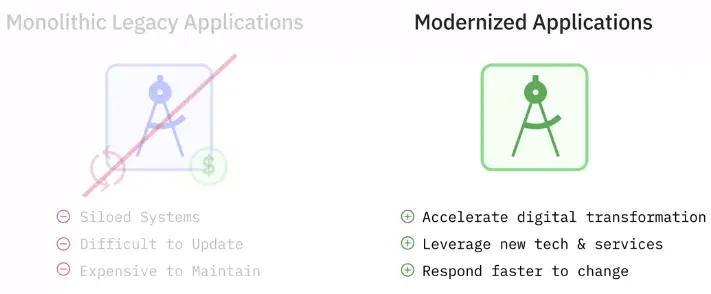 Monolithic Legacy Applications
Siloed Systems
Difficult to Update
Expensive to Maintain
Modernized Applications
Accelerate digital transformation
Leverage new tech & services
Respond faster to change
$